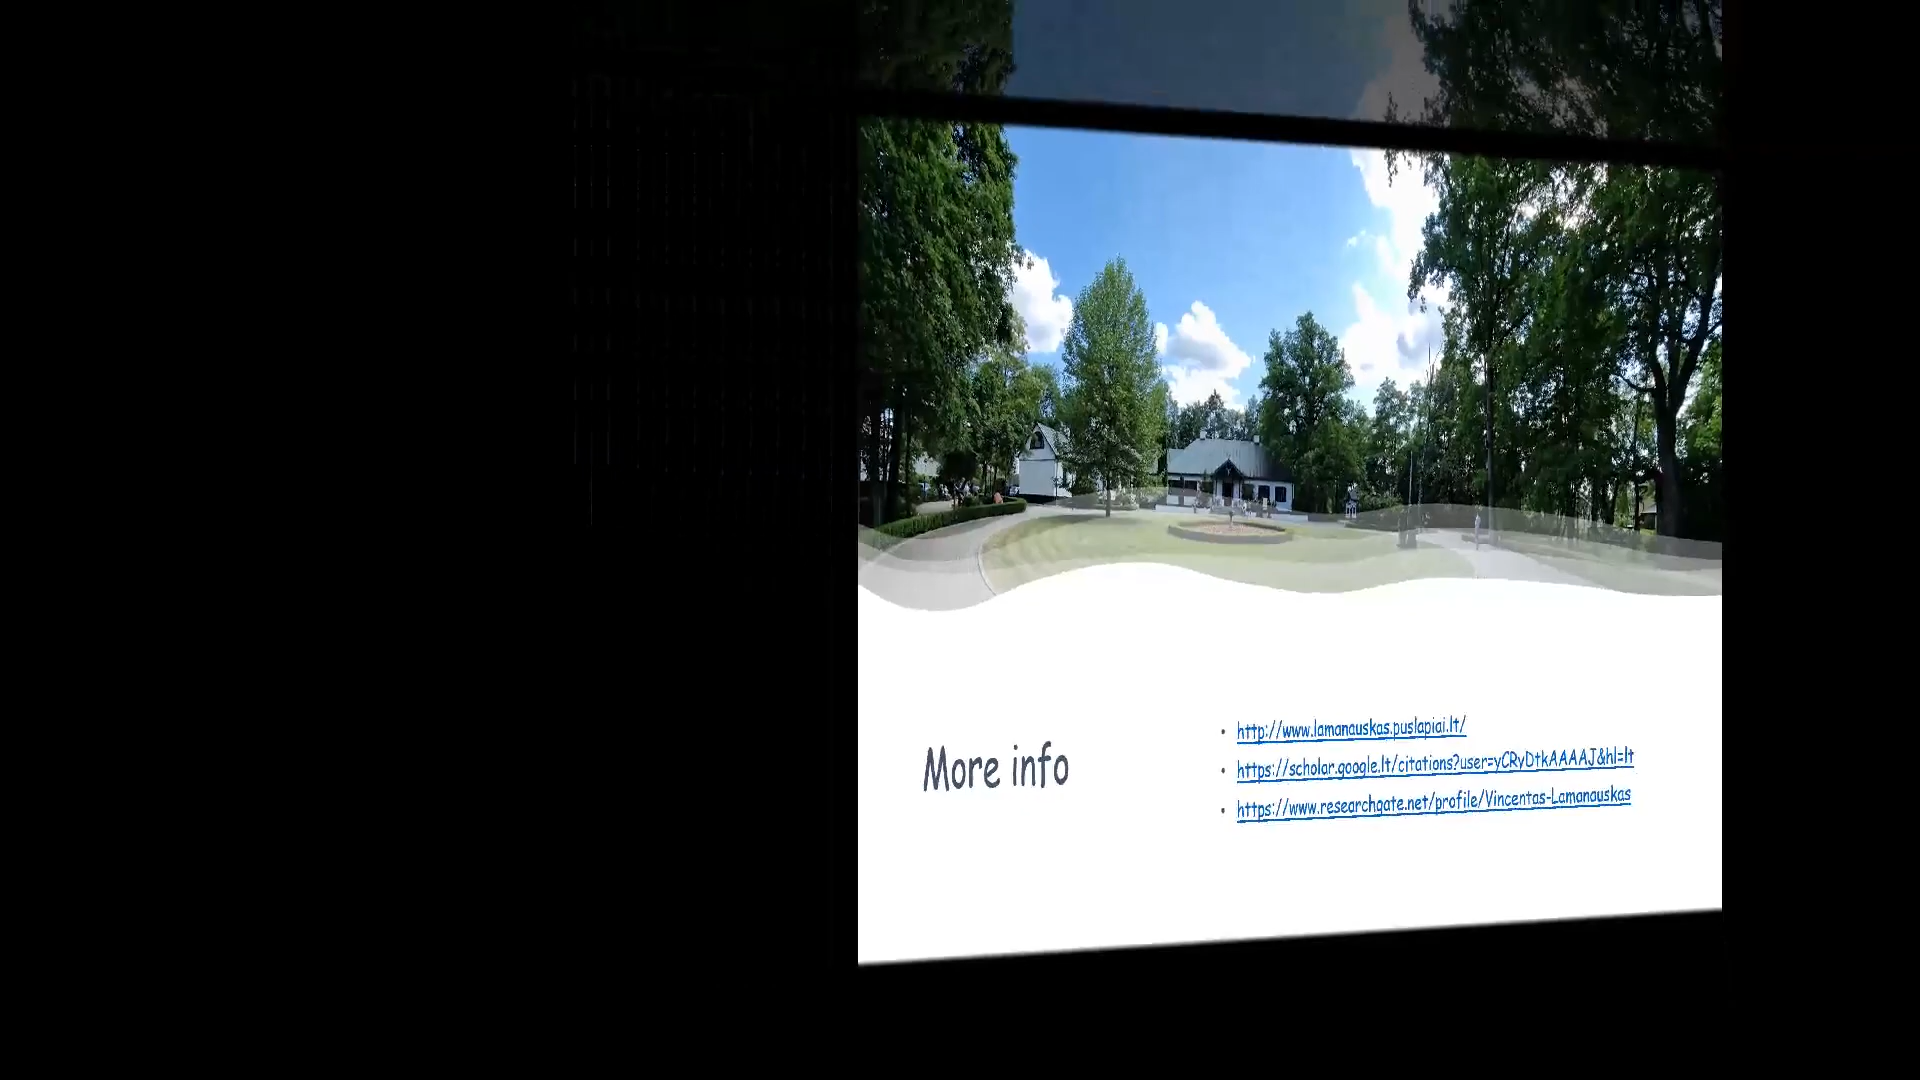 More info
• http://www.lamanauskas.puslapiai.lt/
• https://scholar.google.lt/citations?user=yCRyDtkAAAAJ&hl=lt
• https://www.researchgate.net/profile/Vincentas-Lamanauskas